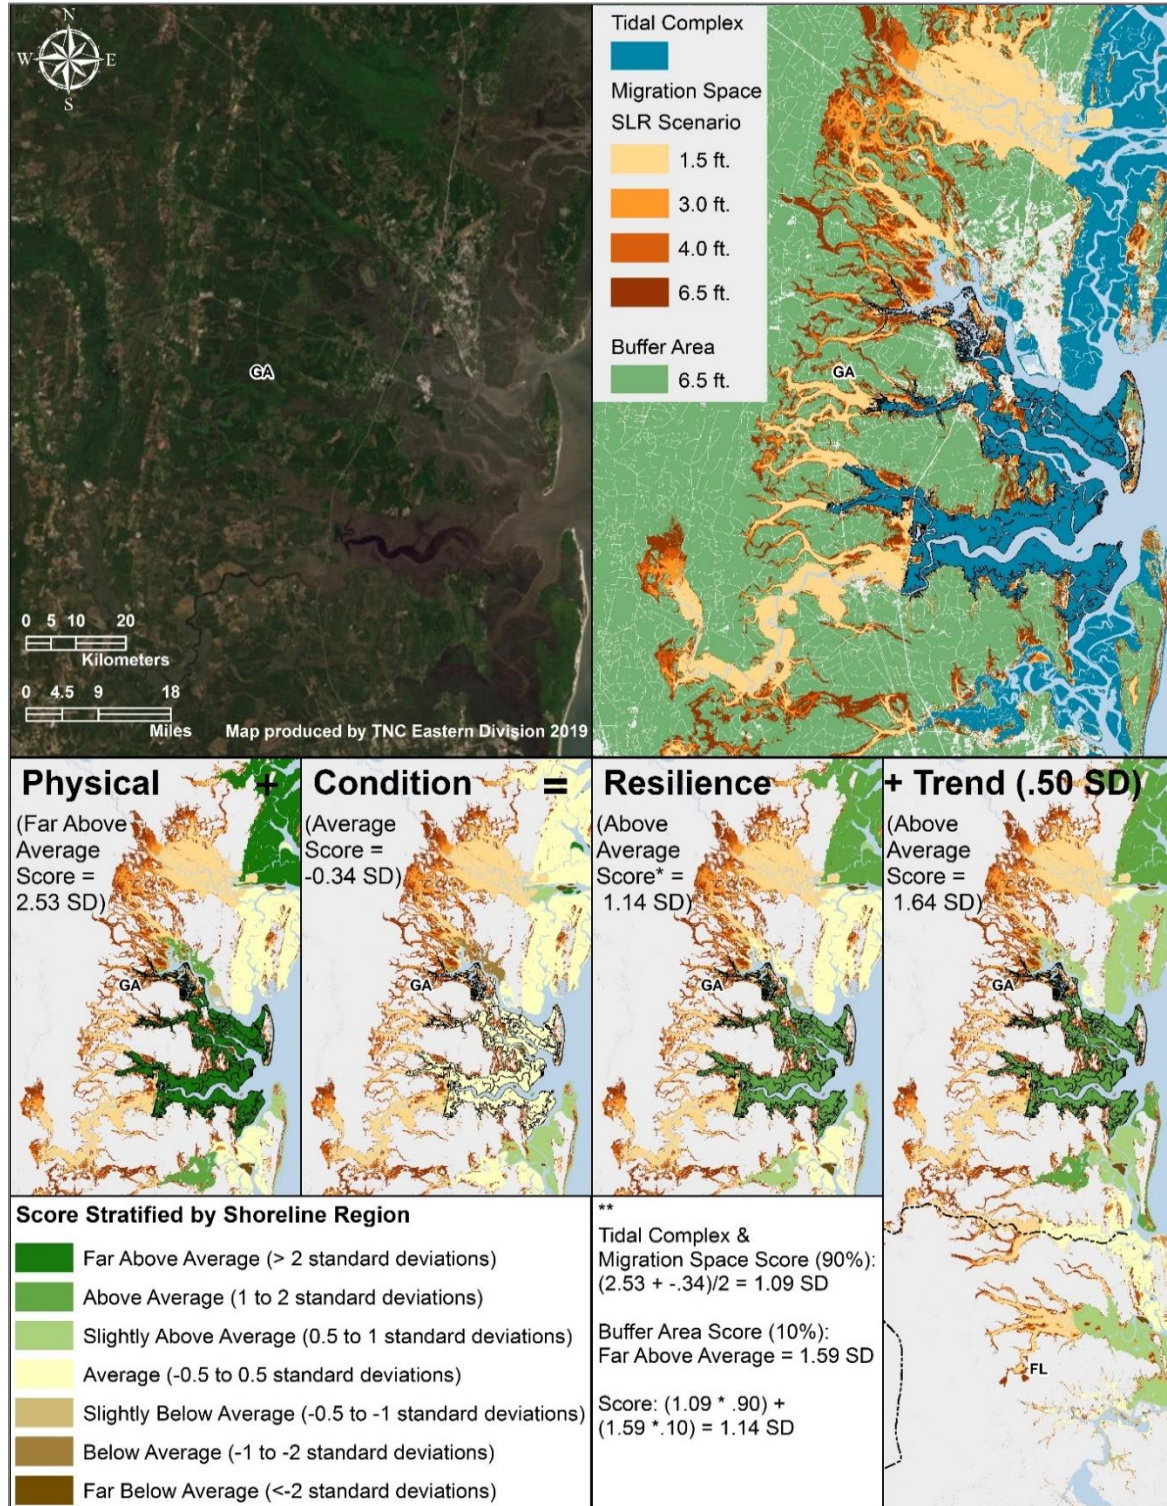 N
W E
S
GA
0 5 10 20
Kilometers
0 4.5 9 18
Miles
Map produced by TNC Eastern Division 2019
Tidal Complex
Migration Space
SLR Scenario
1.5 ft.
3.0 ft.
4.0 ft.
6.5 ft.
Buffer Area
6.5 ft.
GA
Physical +
(Far Above
Average
Score =
2.53 SD)
GA
Condition =
(Average
Score =
-0.34 SD)
GA
Resilience
(Above
Average
Score* =
1.14 SD)
GA
+ Trend (.50 SD)
(Above
Average
Score =
1.64 SD)
GA
FL
Score Stratified by Shoreline Region
Far Above Average (> 2 standard deviations)
Above Average (1 to 2 standard deviations)
Slightly Above Average (0.5 to 1 standard deviations)
Average (-0.5 to 0.5 standard deviations)
Slightly Below Average (-0.5 to -1 standard deviations)
Below Average (-1 to -2 standard deviations)
Far Below Average (<-2 standard deviations)
**
Tidal Complex &
Migration Space Score (90%):
(2.53 + -.34)/2 = 1.09 SD
Buffer Area Score (10%):
Far Above Average = 1.59 SD
Score: (1.09 * .90) +
(1.59 *.10) = 1.14 SD